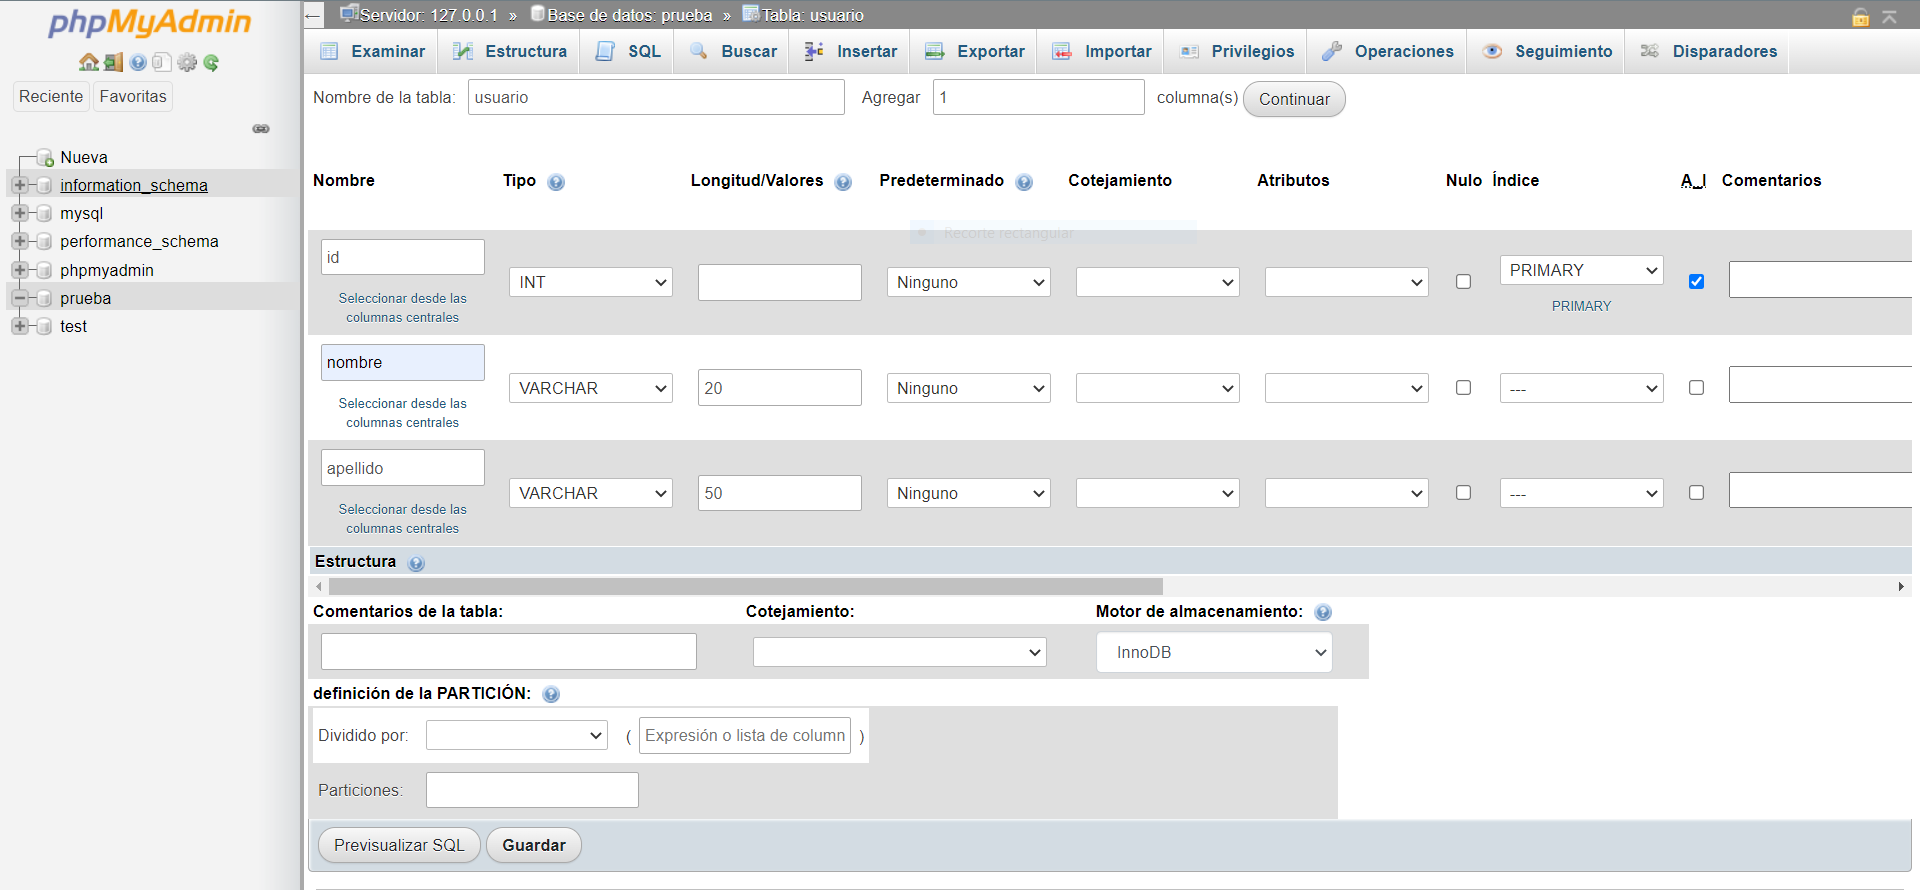 phpMyAdmin
Reciente Favoritas
Nueva
information_schema
mysql
performance_schema
phpmyadmin
prueba
test
Servidor: 127.0.0.1 » Base de datos: prueba » Tabla: usuario
Examinar Estructura SQL Buscar Insertar Exportar Importar Privilegios Operaciones Seguimiento Disparadores
Nombre de la tabla: usuario Agregar 1 columna(s) Continuar
Nombre Tipo Longitud/Valores Predeterminado Cotejamiento Atributos Nulo Índice A_I Comentarios
Recorte rectangular
id INT Ninguno PRIMARY
Seleccionar desde las
columnas centrales
PRIMARY
nombre VARCHAR 20 Ninguno ---
Seleccionar desde las
columnas centrales
apellido VARCHAR 50 Ninguno ---
Seleccionar desde las
columnas centrales
Estructura
Comentarios de la tabla: Cotejamiento: Motor de almacenamiento:
InnoDB
definición de la PARTICIÓN:
Dividido por: ( Expresión o lista de column )
Particiones:
Previsualizar SQL Guardar